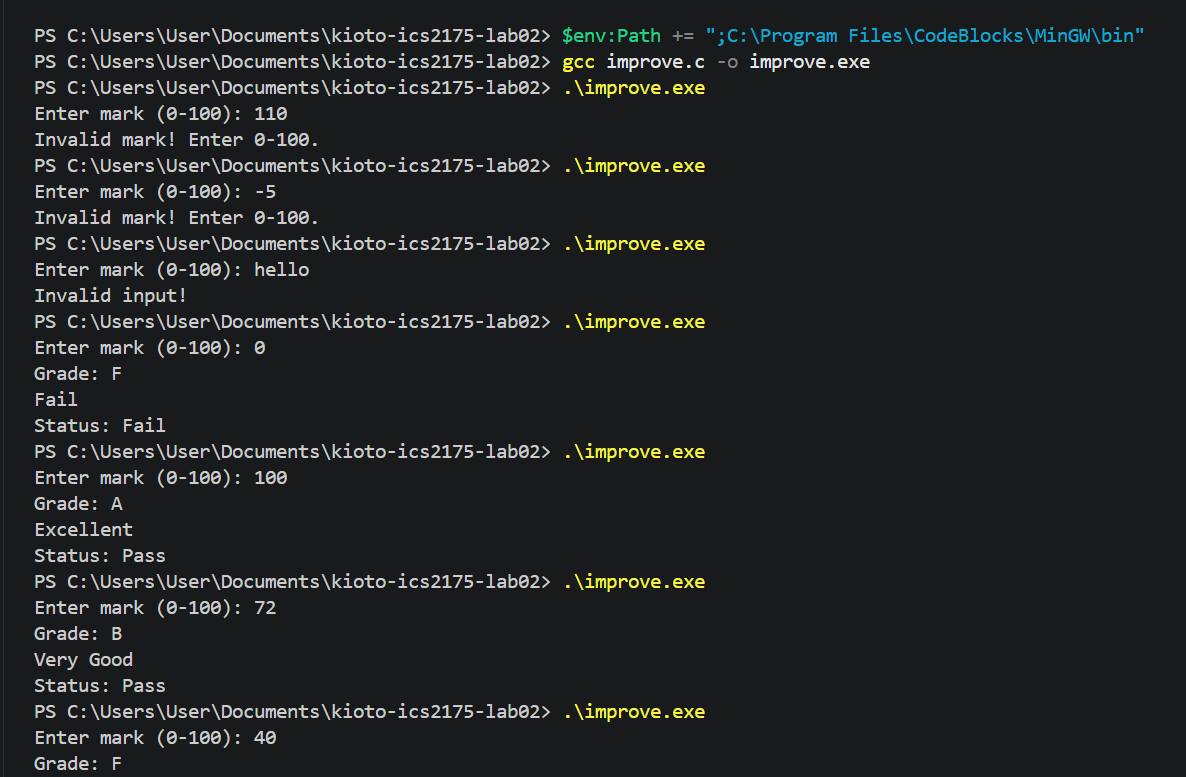 PS C:\Users\User\Documents\kioto-ics2175-lab02> $env:Path += ";C:\Program Files\CodeBlocks\MinGW\bin"
PS C:\Users\User\Documents\kioto-ics2175-lab02> gcc improve.c -o improve.exe
PS C:\Users\User\Documents\kioto-ics2175-lab02> .\improve.exe
Enter mark (0-100): 110
Invalid mark! Enter 0-100.
PS C:\Users\User\Documents\kioto-ics2175-lab02> .\improve.exe
Enter mark (0-100): -5
Invalid mark! Enter 0-100.
PS C:\Users\User\Documents\kioto-ics2175-lab02> .\improve.exe
Enter mark (0-100): hello
Invalid input!
PS C:\Users\User\Documents\kioto-ics2175-lab02> .\improve.exe
Enter mark (0-100): 0
Grade: F
Fail
Status: Fail
PS C:\Users\User\Documents\kioto-ics2175-lab02> .\improve.exe
Enter mark (0-100): 100
Grade: A
Excellent
Status: Pass
PS C:\Users\User\Documents\kioto-ics2175-lab02> .\improve.exe
Enter mark (0-100): 72
Grade: B
Very Good
Status: Pass
PS C:\Users\User\Documents\kioto-ics2175-lab02> .\improve.exe
Enter mark (0-100): 40
Grade: F